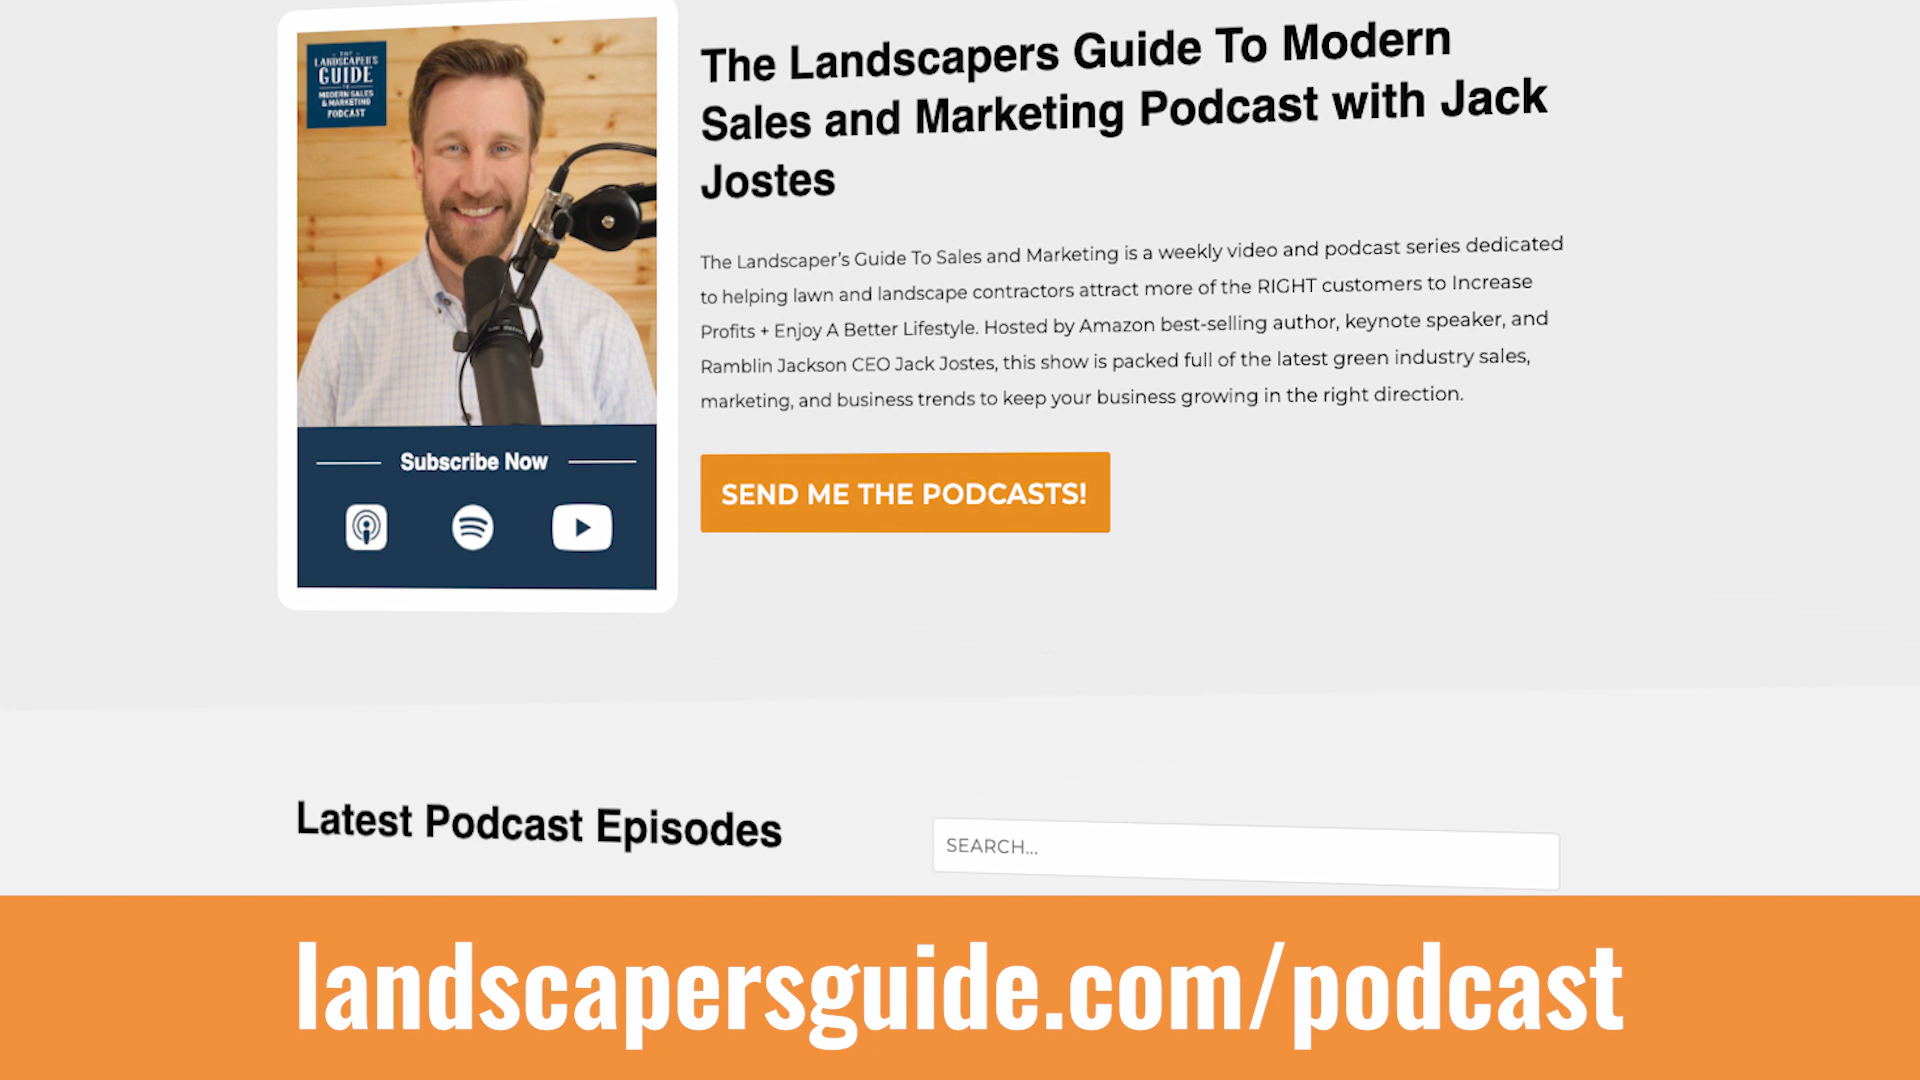 THE
LANDSCAPER'S
GUIDE
TO
MODERN SALES
& MARKETING
PODCAST
The Landscapers Guide To Modern
Sales and Marketing Podcast with Jack
Jostes
The Landscaper's Guide To Sales and Marketing is a weekly video and podcast series dedicated
to helping lawn and landscape contractors attract more of the RIGHT customers to Increase
Profits + Enjoy A Better Lifestyle. Hosted by Amazon best-selling author, keynote speaker, and
Ramblin Jackson CEO Jack Jostes, this show is packed full of the latest green industry sales,
marketing, and business trends to keep your business growing in the right direction.
Subscribe Now
SEND ME THE PODCASTS!
Latest Podcast Episodes
SEARCH...
landscapersguide.com/podcast